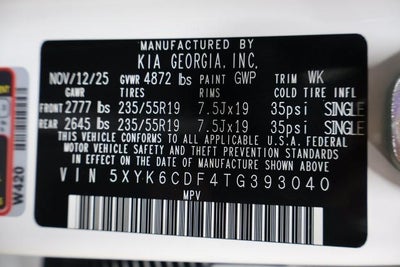 MANUFACTURED BY
KIA GEORGIA, INC.
NOV/12/25 GVWR 4872 lbs PAINT GWP TRIM WK
GAWR TIRES RIMS COLD TIRE INFL
FRONT 2777 lbs 235/55R19 7.5Jx19 35psi SINGLE
REAR 2645 lbs 235/55R19 7.5Jx19 35psi SINGLE
THIS VEHICLE CONFORMS TO ALL APPLICABLE U.S.A. FEDERAL
MOTOR VEHICLE SAFETY AND THEFT PREVENTION STANDARDS
IN EFFECT ON THE DATE OF MANUFACTURE SHOWN ABOVE
VIN 5XYK6CDF4TG393040
MPV
W420